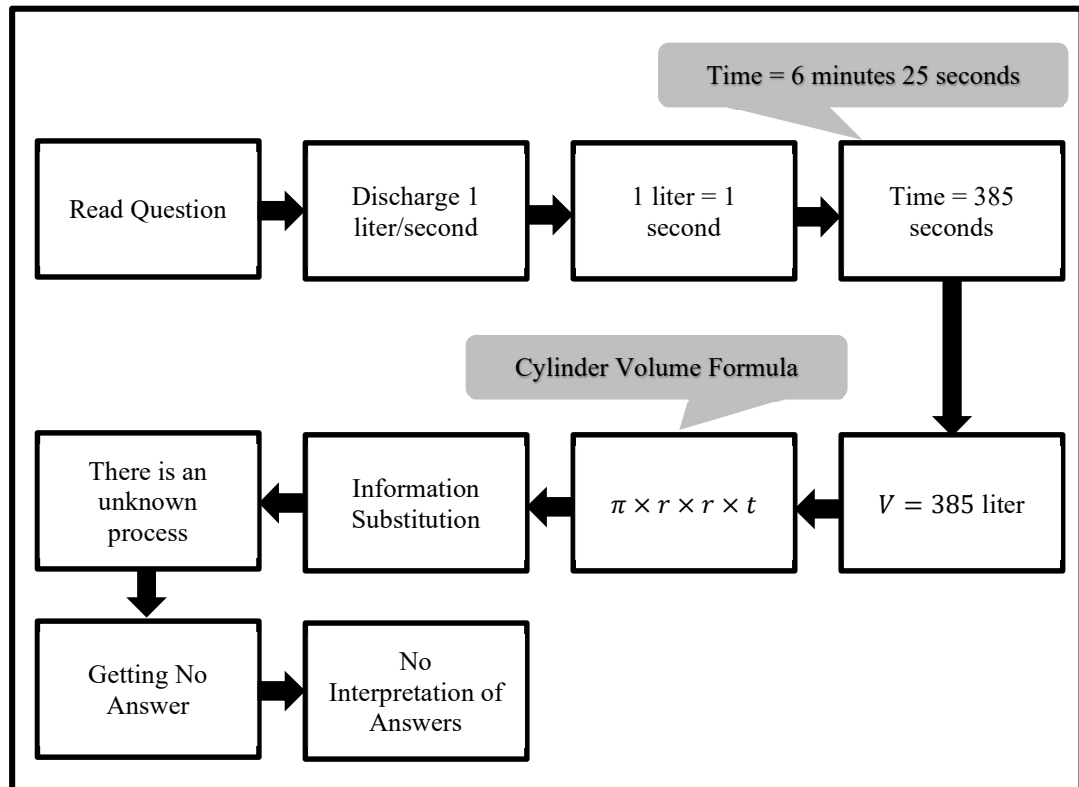 Time = 6 minutes 25 seconds
Read Question
Discharge 1
liter/second
1 liter = 1
second
Time = 385
seconds
Cylinder Volume Formula
V = 385 liter
π × r × r × t
Information
Substitution
There is an
unknown
process
Getting No
Answer
No
Interpretation of
Answers